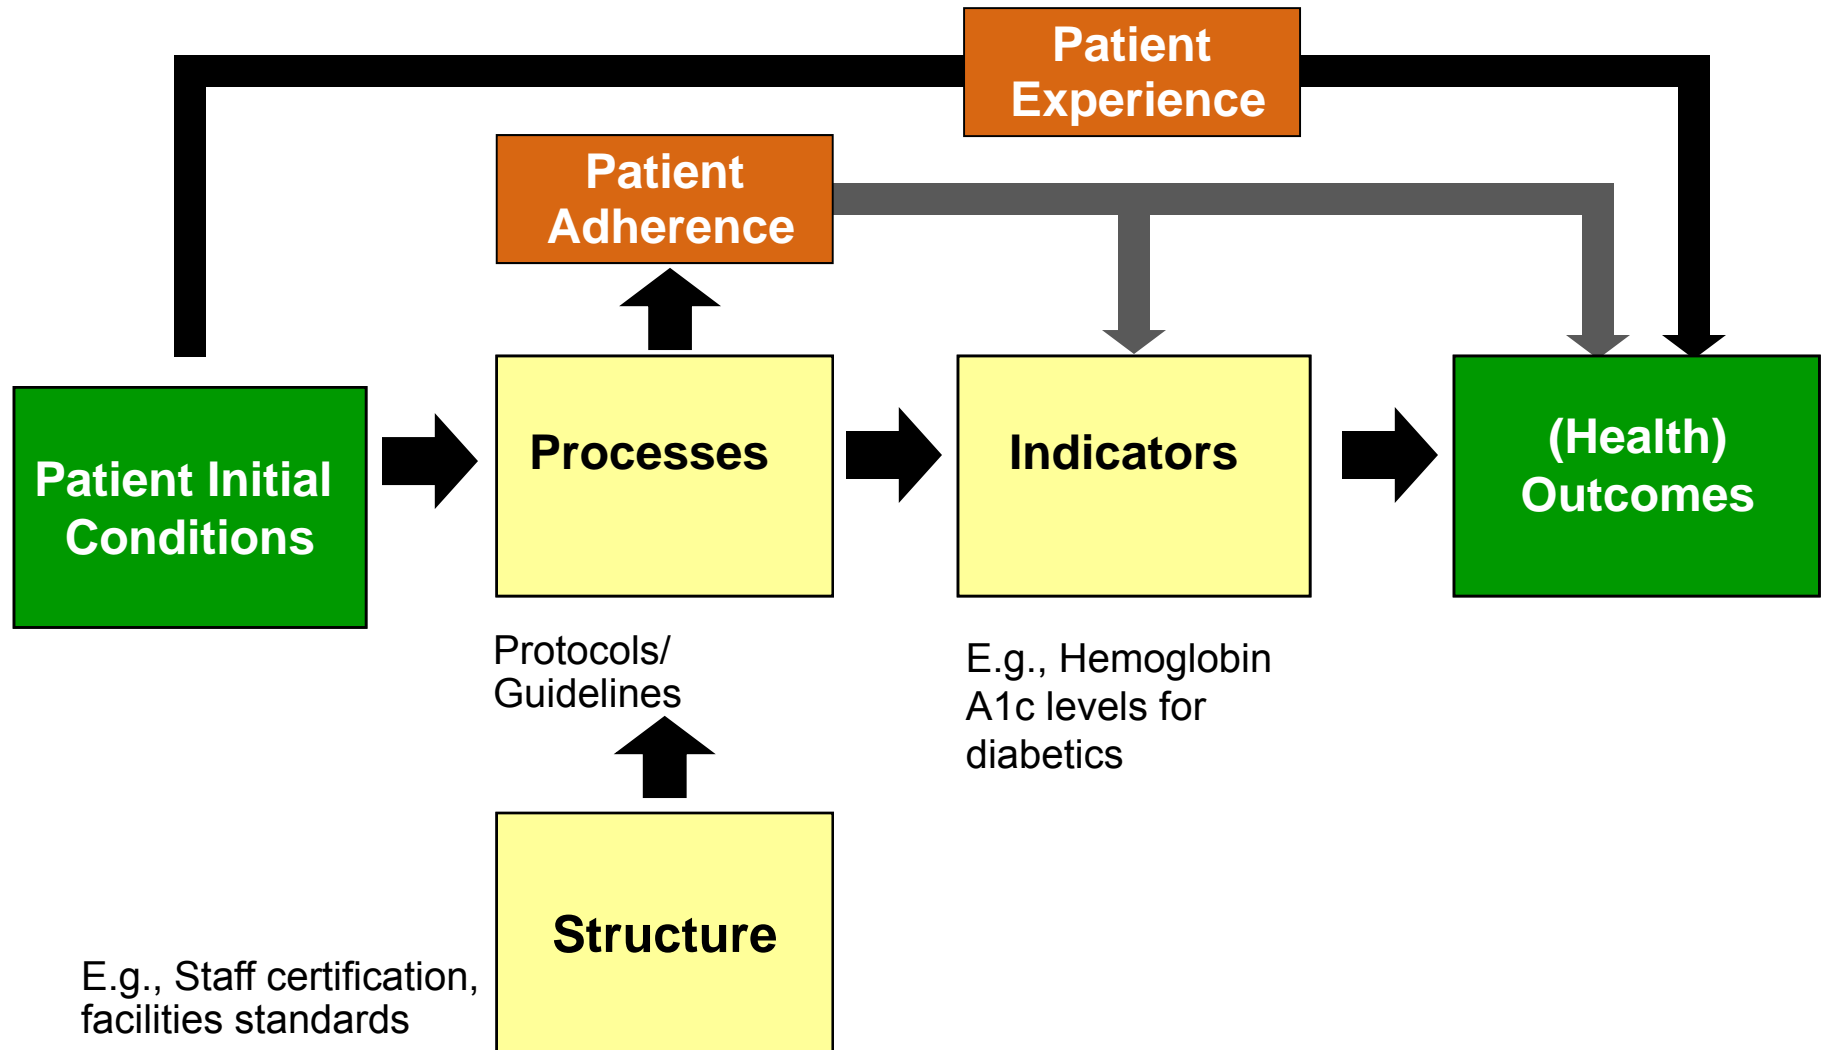 Patient
Experience
Patient
Adherence
Patient Initial
Conditions
Processes
Indicators
(Health)
Outcomes
Protocols/
Guidelines
E.g., Hemoglobin
A1c levels for
diabetics
Structure
E.g., Staff certification,
facilities standards